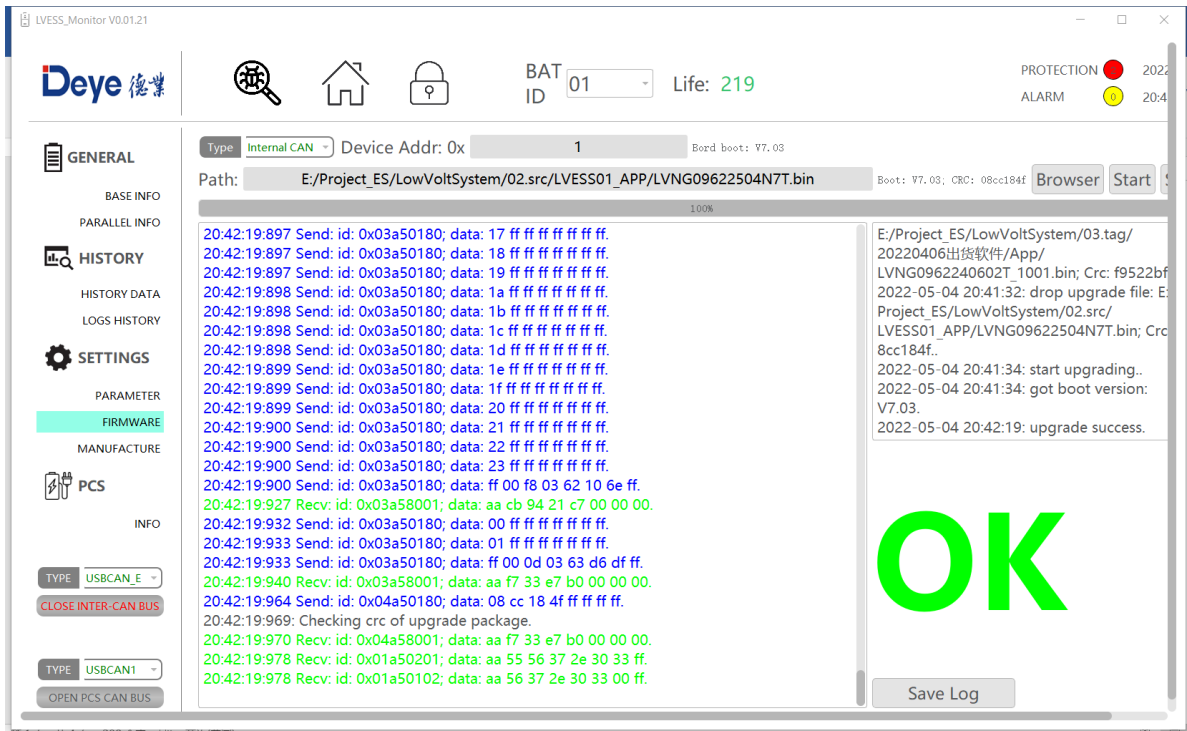 LVESS_Monitor V0.01.21
Deye 德業
BAT ID 01 Life: 219
PROTECTION 2022
ALARM 0 20:4
GENERAL
BASE INFO
PARALLEL INFO
HISTORY
HISTORY DATA
LOGS HISTORY
SETTINGS
PARAMETER
FIRMWARE
MANUFACTURE
PCS
INFO
TYPE USBCAN_E
CLOSE INTER-CAN BUS
TYPE USBCAN1
OPEN PCS CAN BUS
Type Internal CAN Device Addr: 0x 1 Bord boot: V7.03
Path: E:/Project_ES/LowVoltSystem/02.src/LVESS01_APP/LVNG09622504N7T.bin Boot: V7.03; CRC: 08cc184f Browser Start S
100%
20:42:19:897 Send: id: 0x03a50180; data: 17 ff ff ff ff ff ff ff.
20:42:19:897 Send: id: 0x03a50180; data: 18 ff ff ff ff ff ff ff.
20:42:19:897 Send: id: 0x03a50180; data: 19 ff ff ff ff ff ff ff.
20:42:19:898 Send: id: 0x03a50180; data: 1a ff ff ff ff ff ff ff.
20:42:19:898 Send: id: 0x03a50180; data: 1b ff ff ff ff ff ff ff.
20:42:19:898 Send: id: 0x03a50180; data: 1c ff ff ff ff ff ff ff.
20:42:19:898 Send: id: 0x03a50180; data: 1d ff ff ff ff ff ff ff.
20:42:19:899 Send: id: 0x03a50180; data: 1e ff ff ff ff ff ff ff.
20:42:19:899 Send: id: 0x03a50180; data: 1f ff ff ff ff ff ff ff.
20:42:19:899 Send: id: 0x03a50180; data: 20 ff ff ff ff ff ff ff.
20:42:19:900 Send: id: 0x03a50180; data: 21 ff ff ff ff ff ff ff.
20:42:19:900 Send: id: 0x03a50180; data: 22 ff ff ff ff ff ff ff.
20:42:19:900 Send: id: 0x03a50180; data: 23 ff ff ff ff ff ff ff.
20:42:19:900 Send: id: 0x03a50180; data: ff 00 f8 03 62 10 6e ff.
20:42:19:927 Recv: id: 0x03a58001; data: aa cb 94 21 c7 00 00 00.
20:42:19:932 Send: id: 0x03a50180; data: 00 ff ff ff ff ff ff ff.
20:42:19:933 Send: id: 0x03a50180; data: 01 ff ff ff ff ff ff ff.
20:42:19:933 Send: id: 0x03a50180; data: ff 00 0d 03 63 d6 df ff.
20:42:19:940 Recv: id: 0x03a58001; data: aa f7 33 e7 b0 00 00 00.
20:42:19:964 Send: id: 0x04a50180; data: 08 cc 18 4f ff ff ff ff.
20:42:19:969: Checking crc of upgrade package.
20:42:19:970 Recv: id: 0x04a58001; data: aa f7 33 e7 b0 00 00 00.
20:42:19:978 Recv: id: 0x01a50201; data: aa 55 56 37 2e 30 33 ff.
20:42:19:978 Recv: id: 0x01a50102; data: aa 56 37 2e 30 33 00 ff.
E:/Project_ES/LowVoltSystem/03.tag/
20220406出货软件/App/
LVNG0962240602T_1001.bin; Crc: f9522bf
2022-05-04 20:41:32: drop upgrade file: E:
Project_ES/LowVoltSystem/02.src/
LVESS01_APP/LVNG09622504N7T.bin; Crc
8cc184f..
2022-05-04 20:41:34: start upgrading..
2022-05-04 20:41:34: got boot version:
V7.03.
2022-05-04 20:42:19: upgrade success.
OK
Save Log